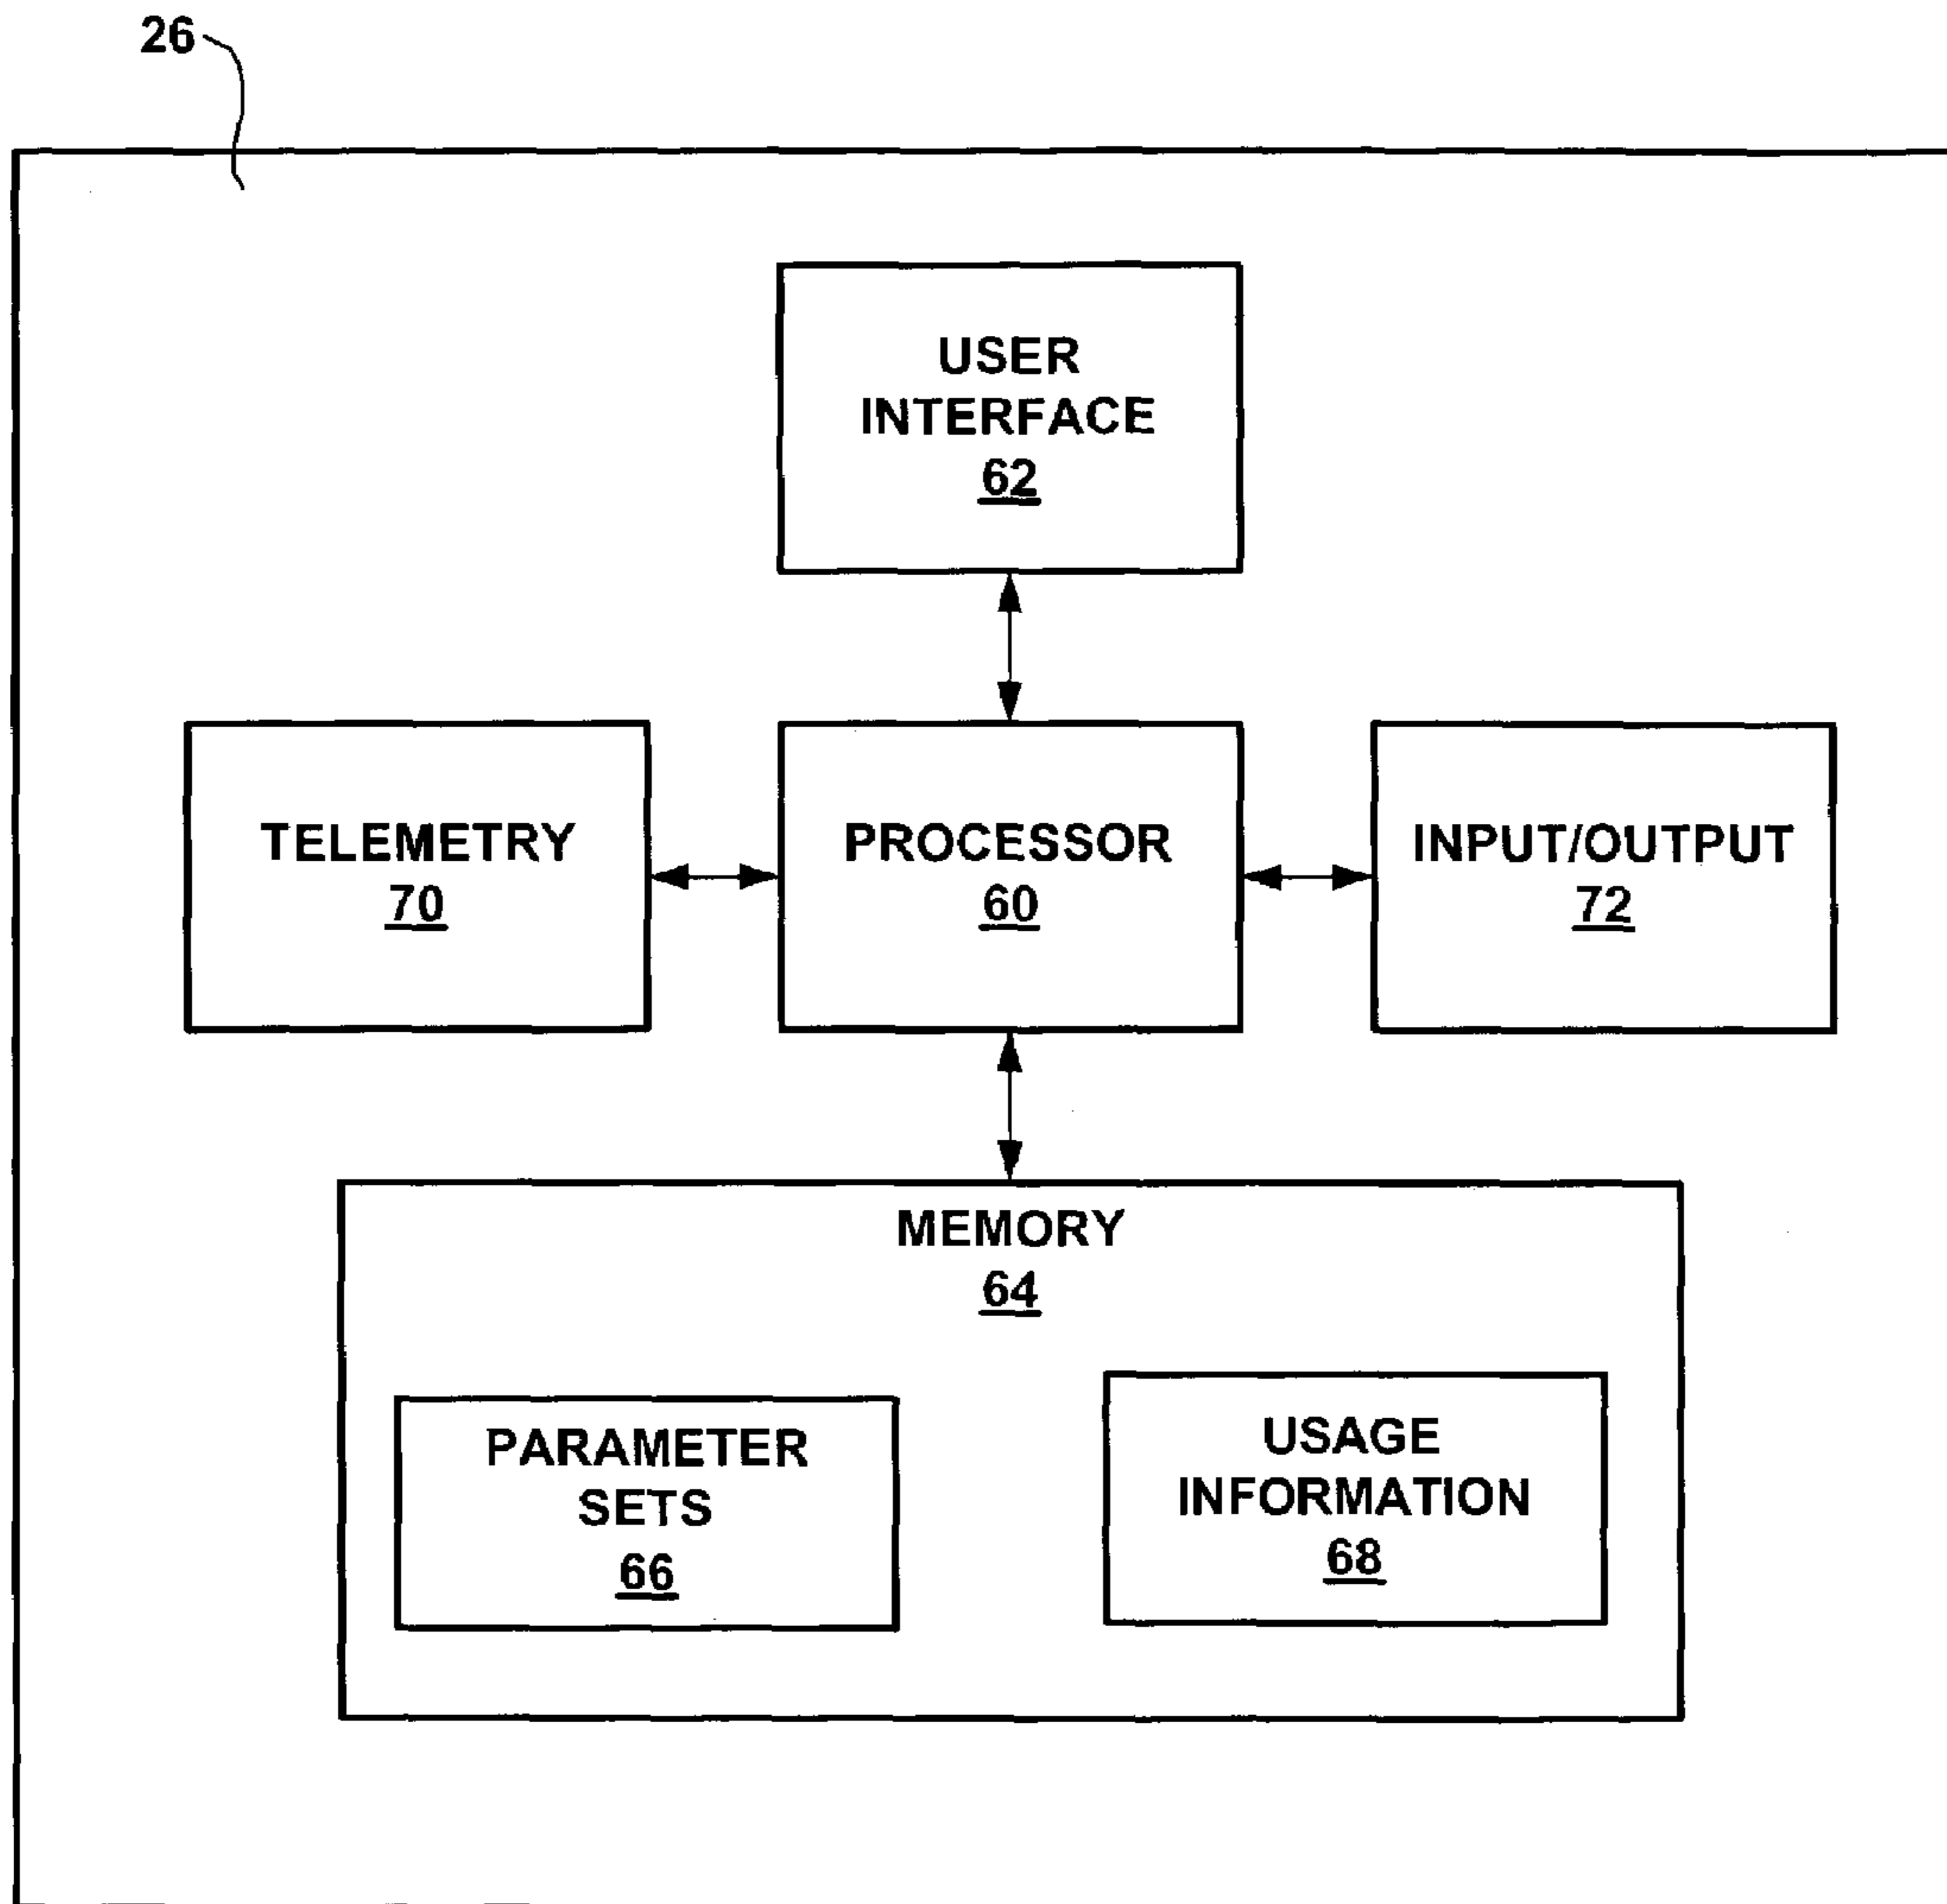 26
USER
INTERFACE
62
TELEMETRY
70
PROCESSOR
60
INPUT/OUTPUT
72
MEMORY
64
PARAMETER
SETS
66
USAGE
INFORMATION
68